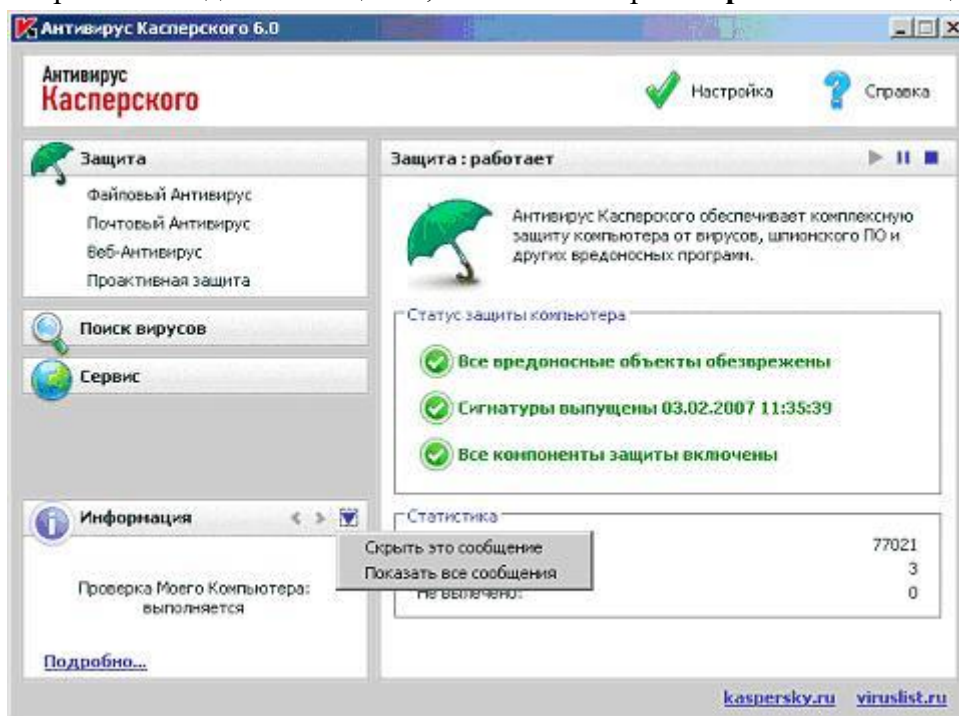 Антивирус Касперского 6.0
Антивирус
Касперского
Настройка
Справка
Защита
Файловый Антивирус
Почтовый Антивирус
Веб-Антивирус
Проактивная защита
Поиск вирусов
Сервис
Информация
Проверка Моего Компьютера:
выполняется
Подробно...
Защита : работает
Антивирус Касперского обеспечивает комплексную
защиту компьютера от вирусов, шпионского ПО и
других вредоносных программ.
Статус защиты компьютера
Все вредоносные объекты обезврежены
Сигнатуры выпущены 03.02.2007 11:35:39
Все компоненты защиты включены
Статистика
Скрыть это сообщение
Показать все сообщения
77021
3
Не вылечено: 0
kaspersky.ru viruslist.ru